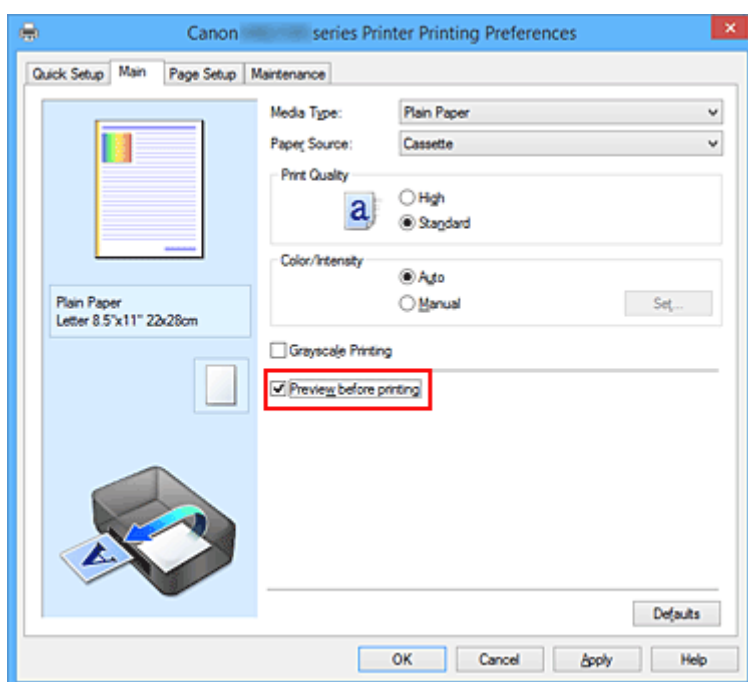 Canon series Printer Printing Preferences
Quick Setup Main Page Setup Maintenance
Media Type: Plain Paper
Paper Source: Cassette
Print Quality
a
High
Standard
Color/Intensity
Auto
Manual Set...
Plain Paper
Letter 8.5"x11" 22x28cm
Grayscale Printing
Preview before printing
A
Defaults
OK Cancel Apply Help